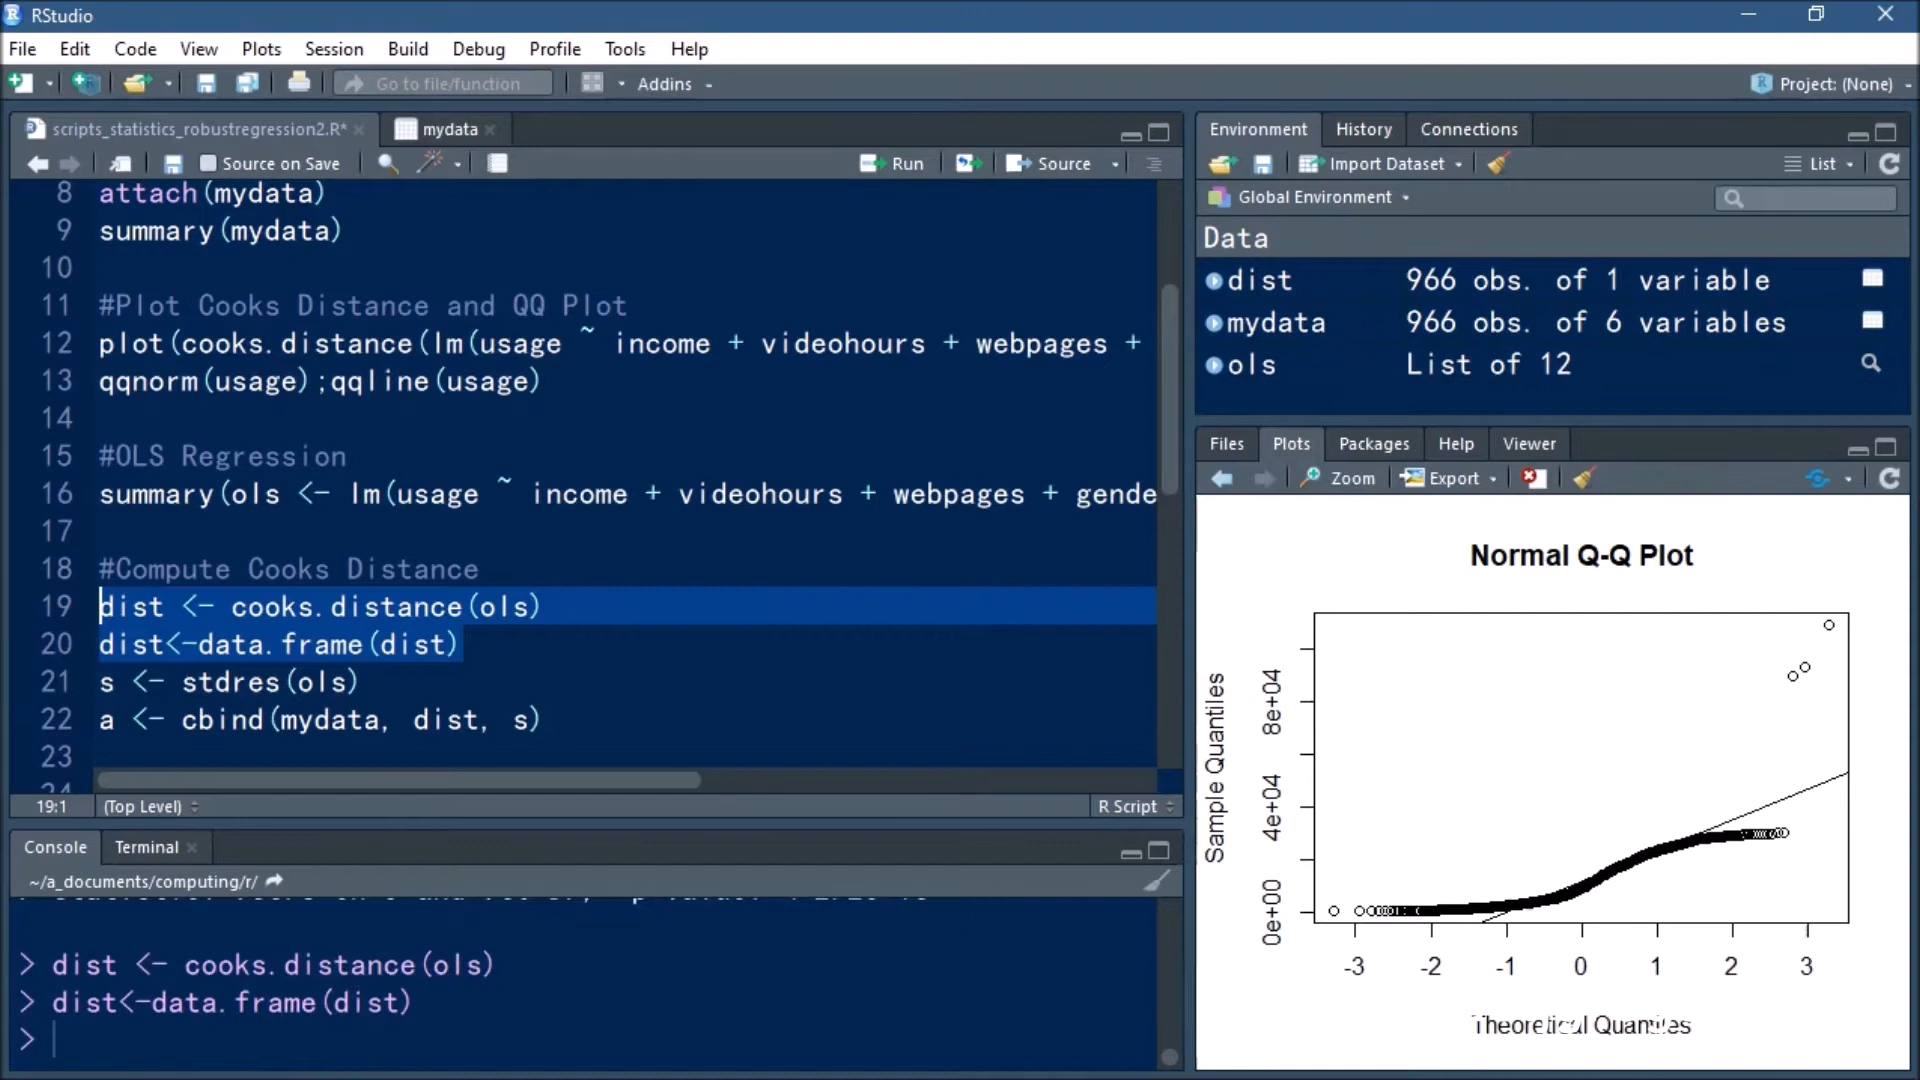 RStudio
File Edit Code View Plots Session Build Debug Profile Tools Help
Go to file/function Addins Project: (None)
scripts_statistics_robustregression2.R* mydata
Source on Save Run Source
8 attach(mydata)
9 summary(mydata)
10
11 #Plot Cooks Distance and QQ Plot
12 plot(cooks.distance(lm(usage ~ income + videohours + webpages +
13 qqnorm(usage);qqline(usage)
14
15 #OLS Regression
16 summary(ols <- lm(usage ~ income + videohours + webpages + gende
17
18 #Compute Cooks Distance
19 dist <- cooks.distance(ols)
20 dist<-data.frame(dist)
21 s <- stdres(ols)
22 a <- cbind(mydata, dist, s)
23
24
19:1 (Top Level) R Script
Console Terminal
~/a_documents/computing/r/
> dist <- cooks.distance(ols)
> dist<-data.frame(dist)
>
Environment History Connections
Import Dataset List
Global Environment
Data
dist 966 obs. of 1 variable
mydata 966 obs. of 6 variables
ols List of 12
Files Plots Packages Help Viewer
Zoom Export
Normal Q-Q Plot
Sample Quantiles
8e+04
4e+04
0e+00
-3 -2 -1 0 1 2 3
Theoretical Quantiles